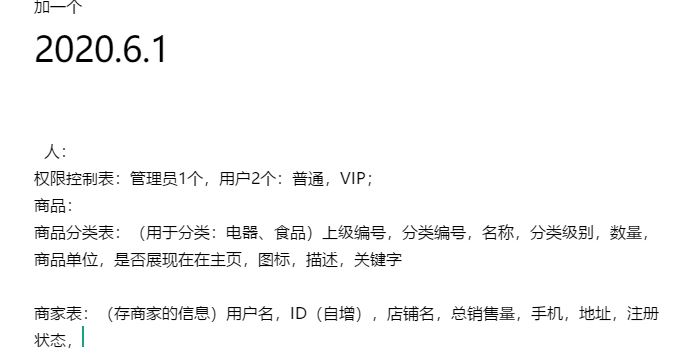 加一个
2020.6.1
人：
权限控制表：管理员1个，用户2个：普通，VIP；
商品：
商品分类表：（用于分类：电器、食品）上级编号，分类编号，名称，分类级别，数量，
商品单位，是否展现在在主页，图标，描述，关键字
商家表：（存商家的信息）用户名，ID（自增），店铺名，总销售量，手机，地址，注册
状态，